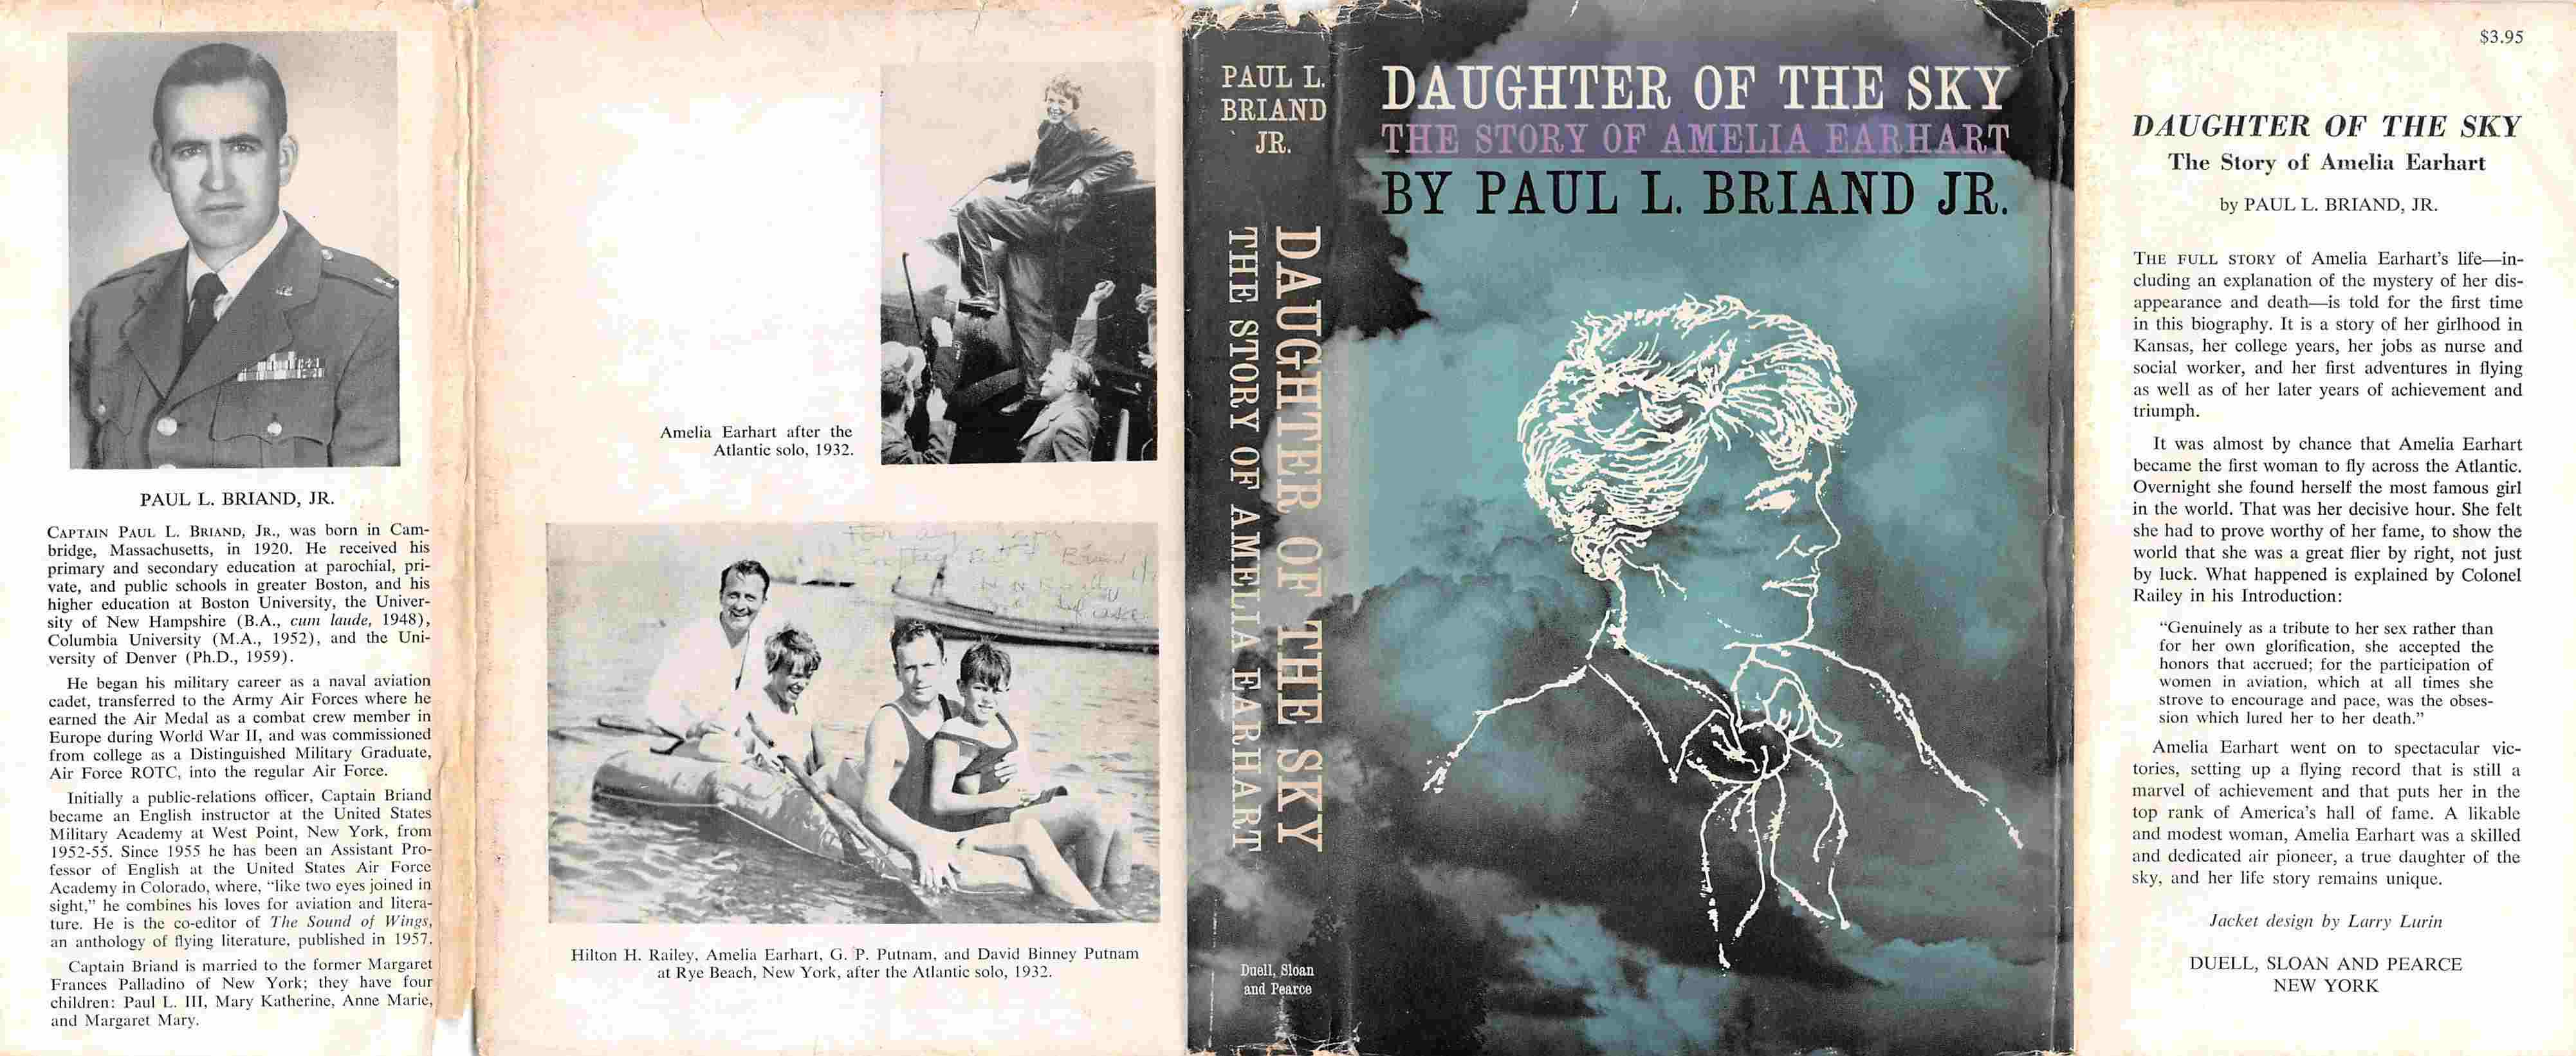 PAUL L. BRIAND, JR.
CAPTAIN PAUL L. BRIAND, JR., was born in Cam-
bridge, Massachusetts, in 1920. He received his
primary and secondary education at parochial, pri-
vate, and public schools in greater Boston, and his
higher education at Boston University, the Univer-
sity of New Hampshire (B.A., cum laude, 1948),
Columbia University (M.A., 1952), and the Uni-
versity of Denver (Ph.D., 1959).
He began his military career as a naval aviation
cadet, transferred to the Army Air Forces where he
earned the Air Medal as a combat crew member in
Europe during World War II, and was commissioned
from college as a Distinguished Military Graduate,
Air Force ROTC, into the regular Air Force.
Initially a public-relations officer, Captain Briand
became an English instructor at the United States
Military Academy at West Point, New York, from
1952-55. Since 1955 he has been an Assistant Pro-
fessor of English at the United States Air Force
Academy in Colorado, where, “like two eyes joined in
sight,” he combines his loves for aviation and litera-
ture. He is the co-editor of The Sound of Wings,
an anthology of flying literature, published in 1957.
Captain Briand is married to the former Margaret
Frances Palladino of New York; they have four
children: Paul L. III, Mary Katherine, Anne Marie,
and Margaret Mary.
Amelia Earhart after the
Atlantic solo, 1932.
Hilton H. Railey, Amelia Earhart, G. P. Putnam, and David Binney Putnam
at Rye Beach, New York, after the Atlantic solo, 1932.
PAUL L.
BRIAND
JR.
DAUGHTER OF THE SKY
THE STORY OF AMELIA EARHART
Duell, Sloan
and Pearce
DAUGHTER OF THE SKY
THE STORY OF AMELIA EARHART
BY PAUL L. BRIAND JR.
$3.95
DAUGHTER OF THE SKY
The Story of Amelia Earhart
by PAUL L. BRIAND, JR.
THE FULL STORY of Amelia Earhart's life—in-
cluding an explanation of the mystery of her dis-
appearance and death—is told for the first time
in this biography. It is a story of her girlhood in
Kansas, her college years, her jobs as nurse and
social worker, and her first adventures in flying
as well as of her later years of achievement and
triumph.
It was almost by chance that Amelia Earhart
became the first woman to fly across the Atlantic.
Overnight she found herself the most famous girl
in the world. That was her decisive hour. She felt
she had to prove worthy of her fame, to show the
world that she was a great flier by right, not just
by luck. What happened is explained by Colonel
Railey in his Introduction:
“Genuinely as a tribute to her sex rather than
for her own glorification, she accepted the
honors that accrued; for the participation of
women in aviation, which at all times she
strove to encourage and pace, was the obses-
sion which lured her to her death.”
Amelia Earhart went on to spectacular vic-
tories, setting up a flying record that is still a
marvel of achievement and that puts her in the
top rank of America's hall of fame. A likable
and modest woman, Amelia Earhart was a skilled
and dedicated air pioneer, a true daughter of the
sky, and her life story remains unique.
Jacket design by Larry Lurin
DUELL, SLOAN AND PEARCE
NEW YORK